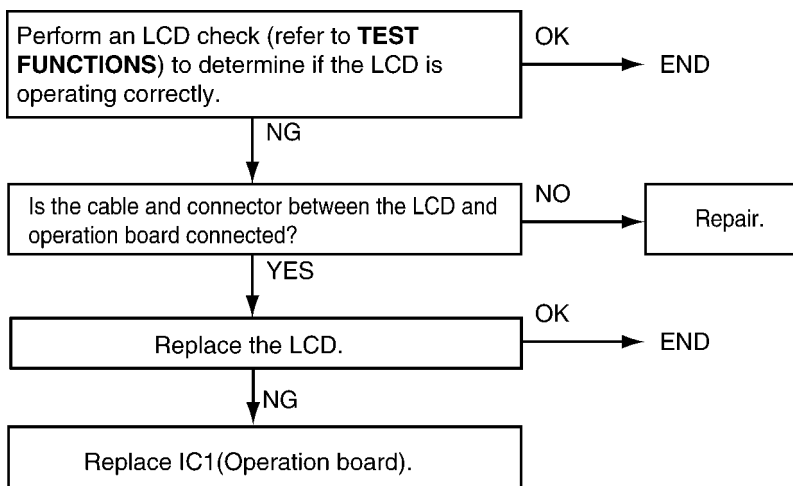 Perform an LCD check (refer to TEST
FUNCTIONS) to determine if the LCD is
operating correctly.
OK
END
NG
Is the cable and connector between the LCD and
operation board connected?
NO
Repair.
YES
Replace the LCD.
OK
END
NG
Replace IC1(Operation board).